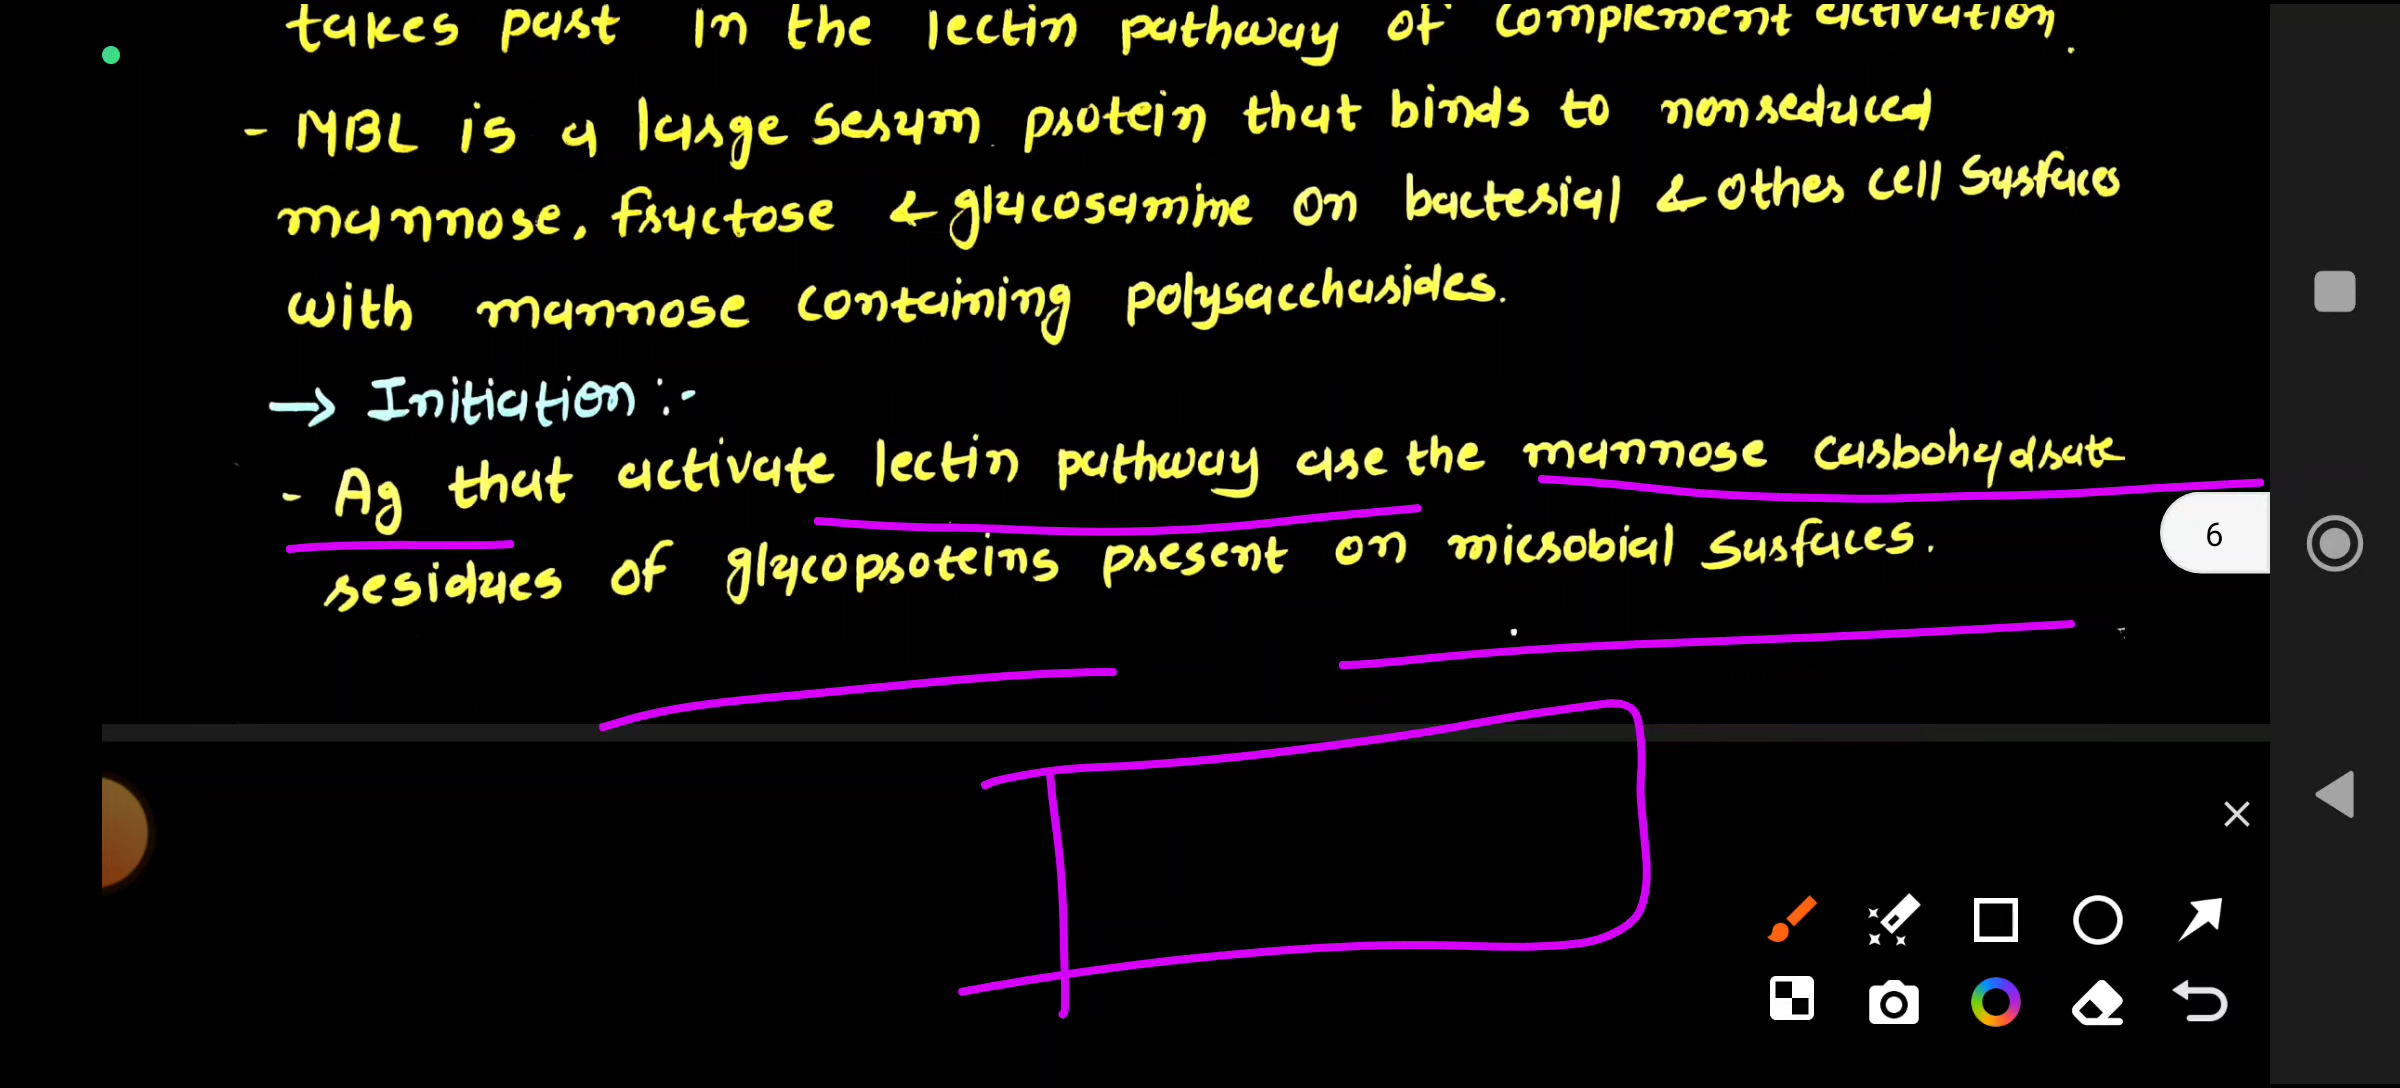 takes part in the lectin pathway of complement activation.
- MBL is a large serum protein that binds to nonreduced
mannose, fructose & glucosamine on bacterial & other cell surfaces
with mannose containing polysaccharides.
→ Initiation :-
- Ag that activate lectin pathway are the mannose carbohydrate
residues of glycoproteins present on microbial surfaces.
6